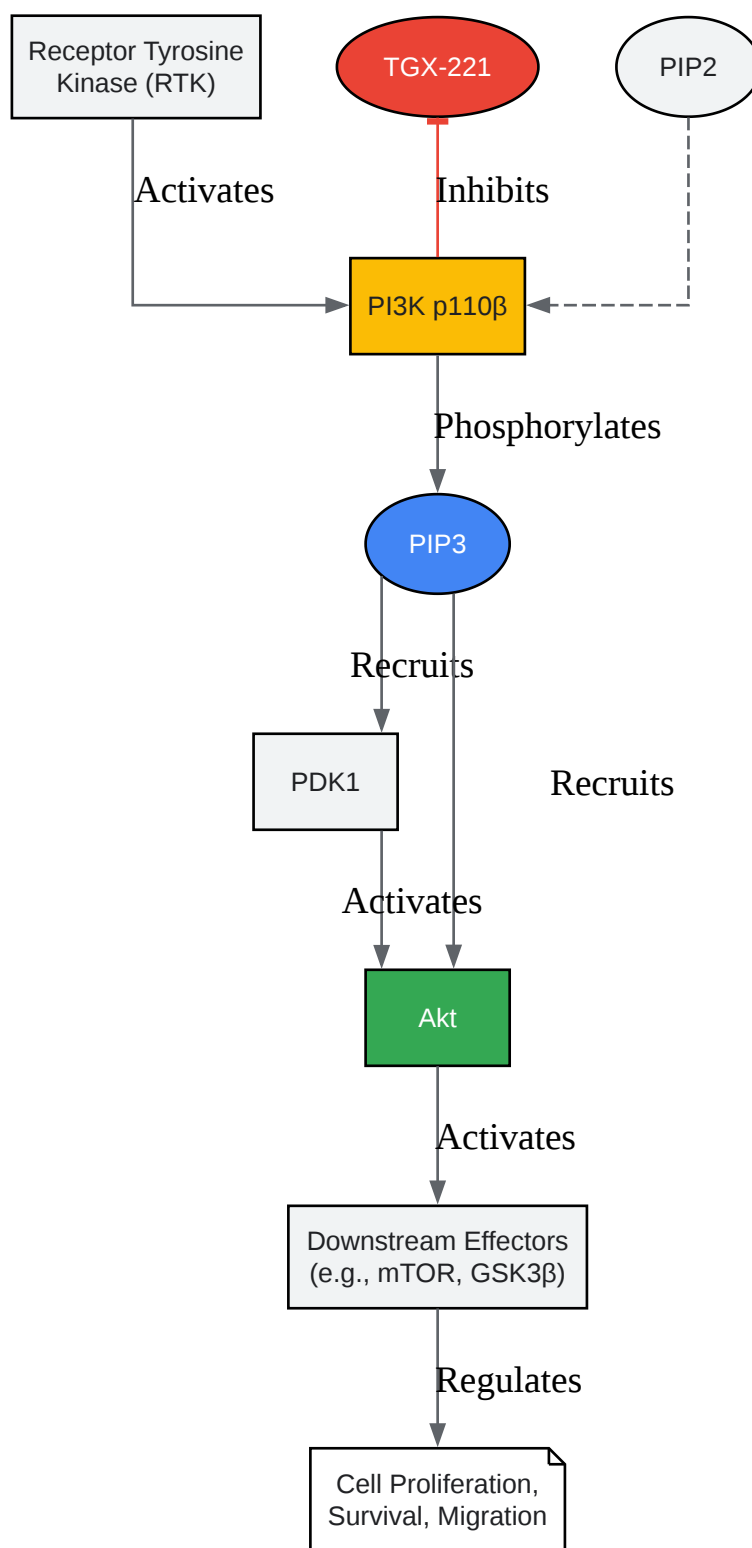 Receptor Tyrosine
Kinase (RTK)
TGX-221
PIP2
Activates
Inhibits
PI3K p110β
Phosphorylates
PIP3
Recruits
PDK1
Recruits
Activates
Akt
Activates
Downstream Effectors
(e.g., mTOR, GSK3β)
Regulates
Cell Proliferation,
Survival, Migration